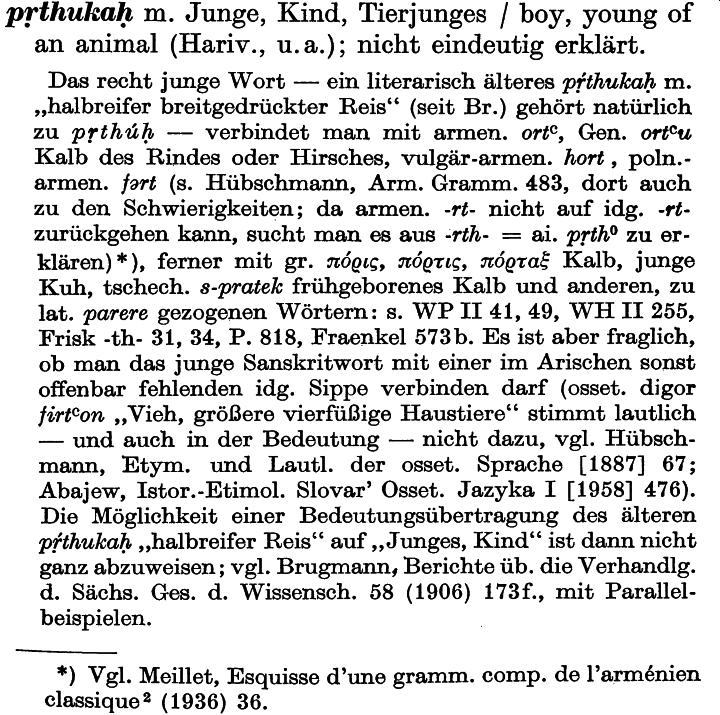 pṛthukaḥ m. Junge, Kind, Tierjunges / boy, young of
an animal (Hariv., u. a.); nicht eindeutig erklärt.
Das recht junge Wort — ein literarisch älteres pṛ́thukaḥ m.
„halbreifer breitgedrückter Reis“ (seit Br.) gehört natürlich
zu pṛthúḥ — verbindet man mit armen. ortʿ, Gen. ortʿu
Kalb des Rindes oder Hirsches, vulgär-armen. hort, poln.-
armen. fərt (s. Hübschmann, Arm. Gramm. 483, dort auch
zu den Schwierigkeiten; da armen. -rt- nicht auf idg. -rt-
zurückgehen kann, sucht man es aus -rth- = ai. pṛth⁰ zu er-
klären)*), ferner mit gr. πόρις, πόρτις, πόρταξ Kalb, junge
Kuh, tschech. s-pratek frühgeborenes Kalb und anderen, zu
lat. parere gezogenen Wörtern: s. WP II 41, 49, WH II 255,
Frisk -th- 31, 34, P. 818, Fraenkel 573b. Es ist aber fraglich,
ob man das junge Sanskritwort mit einer im Arischen sonst
offenbar fehlenden idg. Sippe verbinden darf (osset. digor
firtʿon „Vieh, größere vierfüßige Haustiere“ stimmt lautlich
— und auch in der Bedeutung — nicht dazu, vgl. Hübsch-
mann, Etym. und Lautl. der osset. Sprache [1887] 67;
Abajew, Istor.-Etimol. Slovar’ Osset. Jazyka I [1958] 476).
Die Möglichkeit einer Bedeutungsübertragung des älteren
pṛ́thukaḥ „halbreifer Reis“ auf „Junges, Kind“ ist dann nicht
ganz abzuweisen; vgl. Brugmann, Berichte üb. die Verhandlg.
d. Sächs. Ges. d. Wissensch. 58 (1906) 173f., mit Parallel-
beispielen.
*) Vgl. Meillet, Esquisse d’une gramm. comp. de l’arménien
classique² (1936) 36.